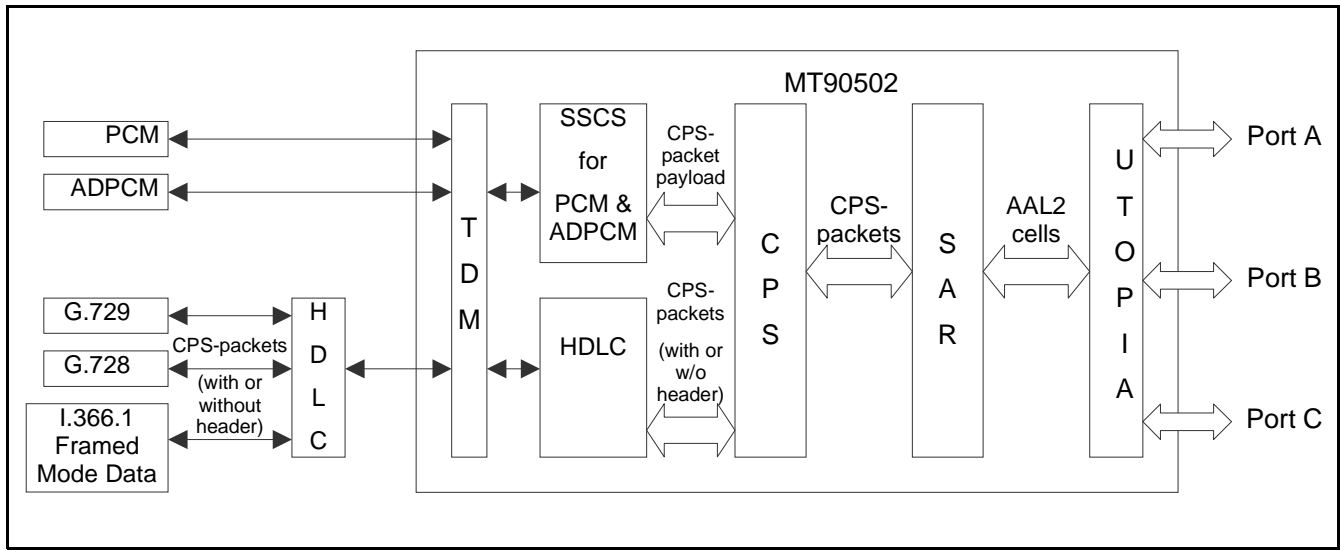 MT90502
PCM
ADPCM
G.729
G.728
I.366.1
Framed
Mode Data
CPS-packets
(with or
without
header)
H
D
L
C
T
D
M
SSCS
for
PCM &
ADPCM
HDLC
CPS-
packet
payload
CPS-
packets
(with or
w/o
header)
C
P
S
CPS-
packets
S
A
R
AAL2
cells
U
T
O
P
I
A
Port A
Port B
Port C